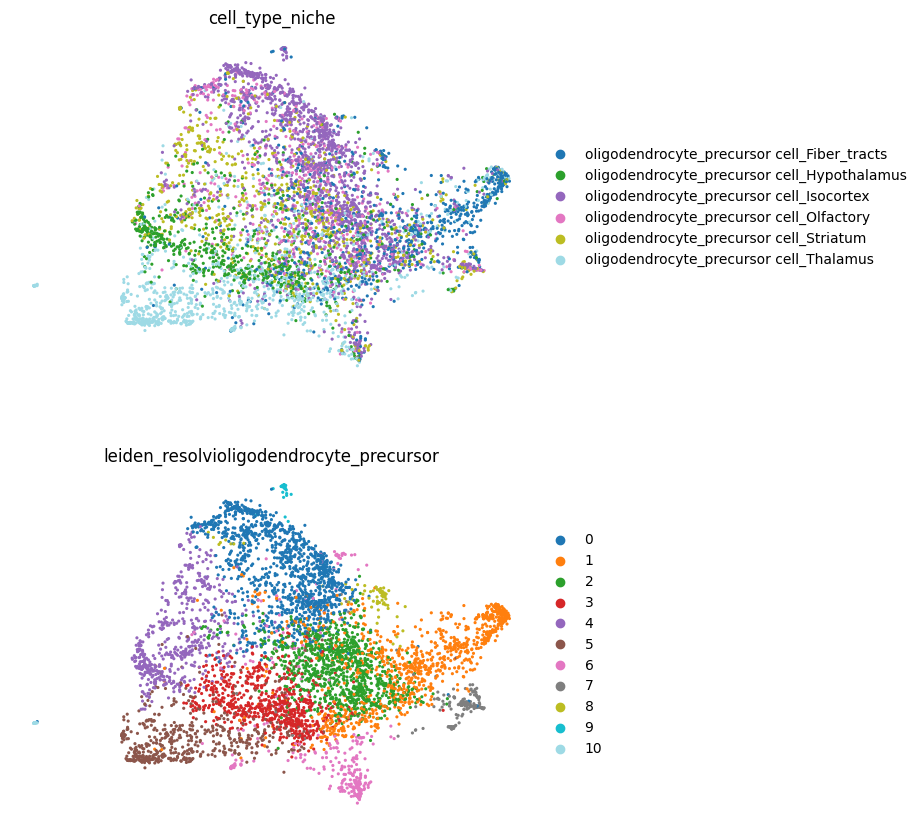 cell_type_niche
oligodendrocyte_precursor cell_Fiber_tracts
oligodendrocyte_precursor cell_Hypothalamus
oligodendrocyte_precursor cell_Isocortex
oligodendrocyte_precursor cell_Olfactory
oligodendrocyte_precursor cell_Striatum
oligodendrocyte_precursor cell_Thalamus
leiden_resolvioligodendrocyte_precursor
0
1
2
3
4
5
6
7
8
9
10